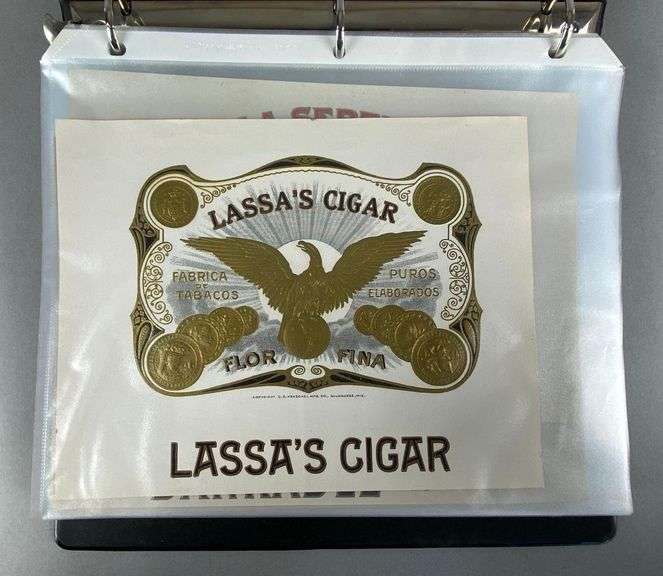 LASSA'S CIGAR
FABRICA
DE
TABACOS
PUROS
ELABORADOS
FLOR FINA
LASSA'S CIGAR